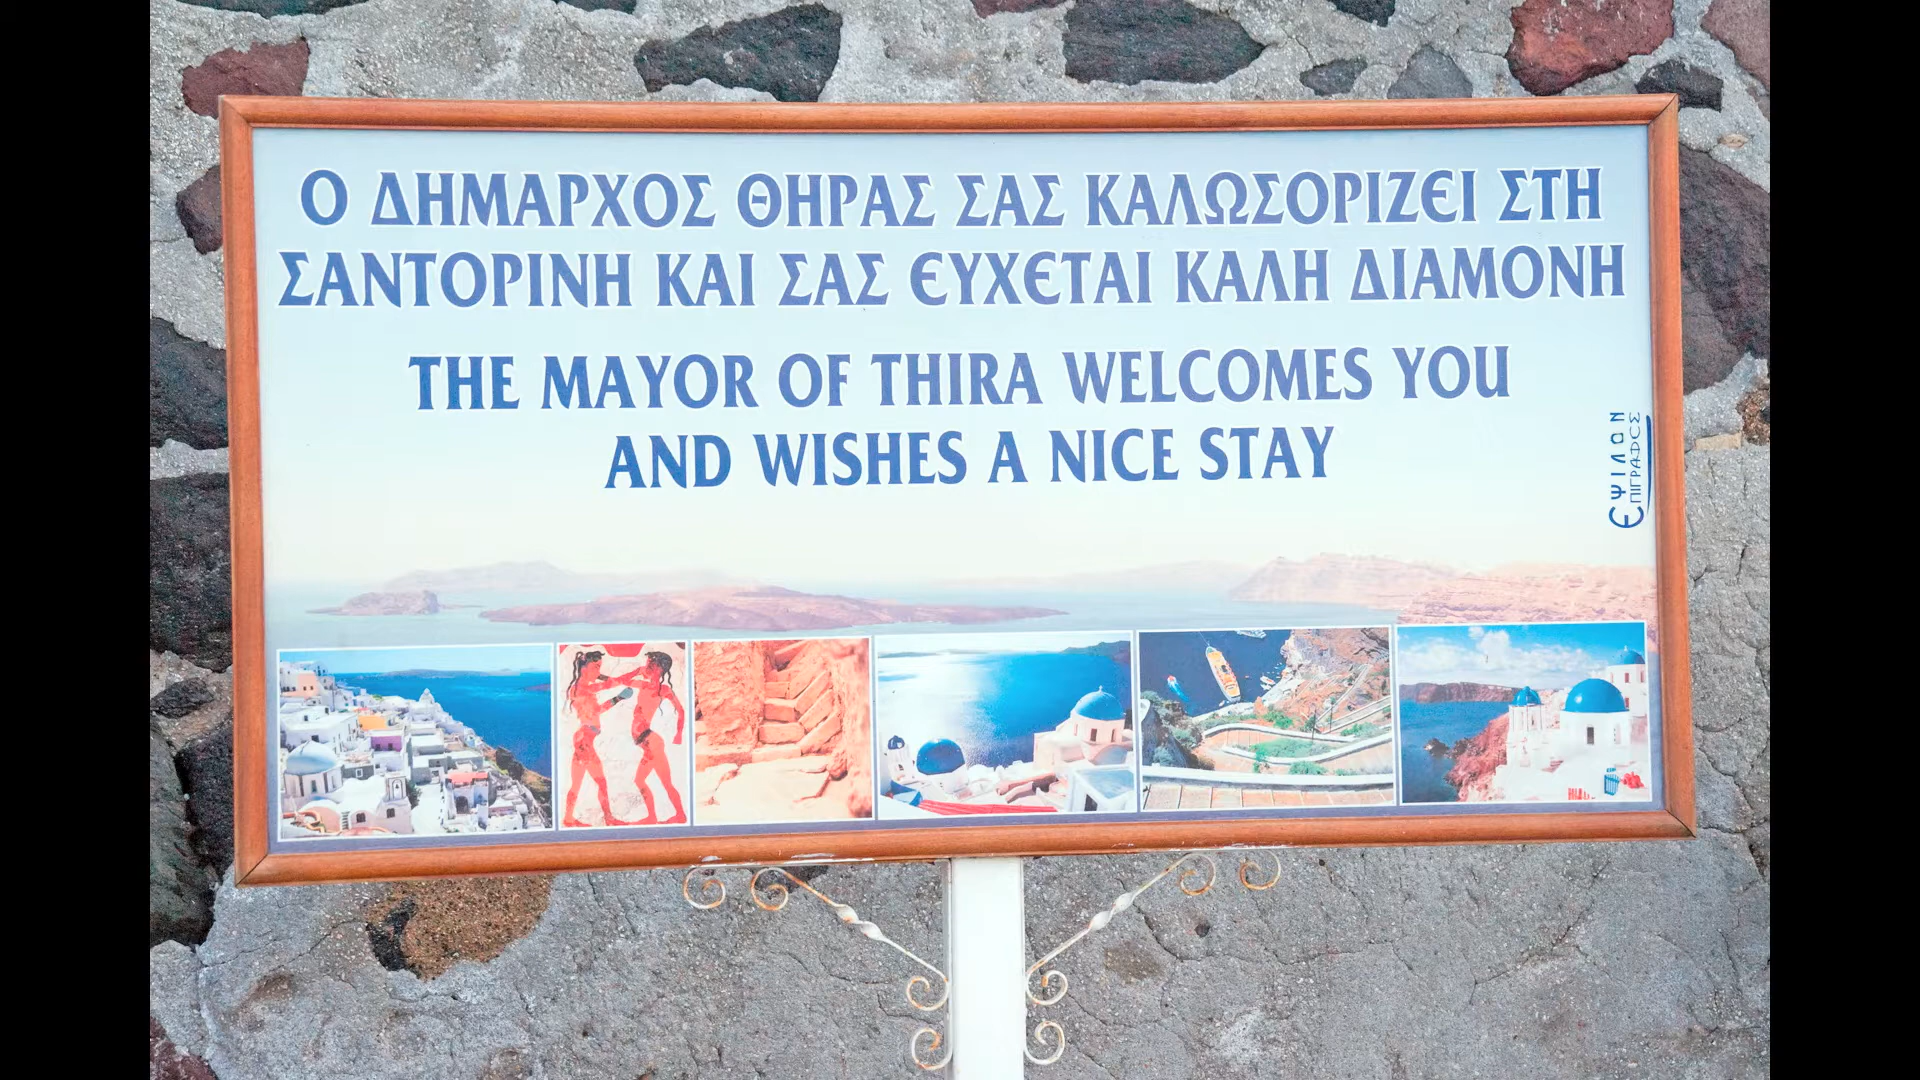 Ο ΔΗΜΑΡΧΟΣ ΘΗΡΑΣ ΣΑΣ ΚΑΛΩΣΟΡΙΖΕΙ ΣΤΗ
ΣΑΝΤΟΡΙΝΗ ΚΑΙ ΣΑΣ ΕΥΧΕΤΑΙ ΚΑΛΗ ΔΙΑΜΟΝΗ
THE MAYOR OF THIRA WELCOMES YOU
AND WISHES A NICE STAY
ΕΨΙΛΟΝ
ΕΠΙΓΡΑΦΕΣ